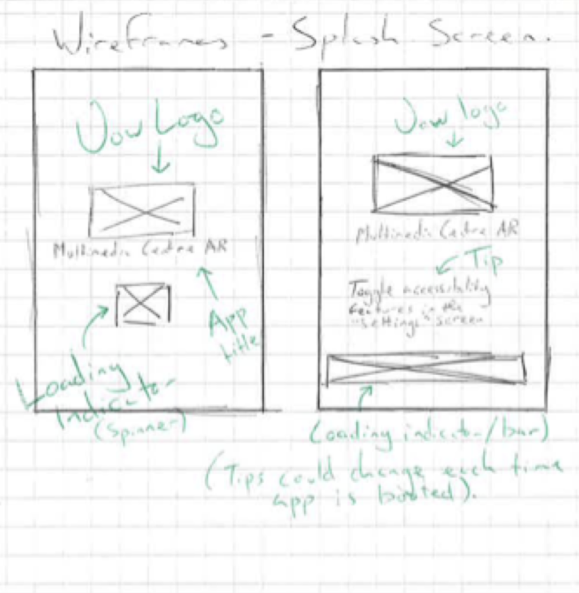 Wireframes - Splash Screen.
UoW Logo
Multimedia Centre AR
App
title
Loading
Indicator
(Spinner)
UoW logo
Multimedia Centre AR
Tip
Toggle accessibility
features in the
"Settings" screen
(Loading indicator/bar)
(Tips could change each time
app is booted).